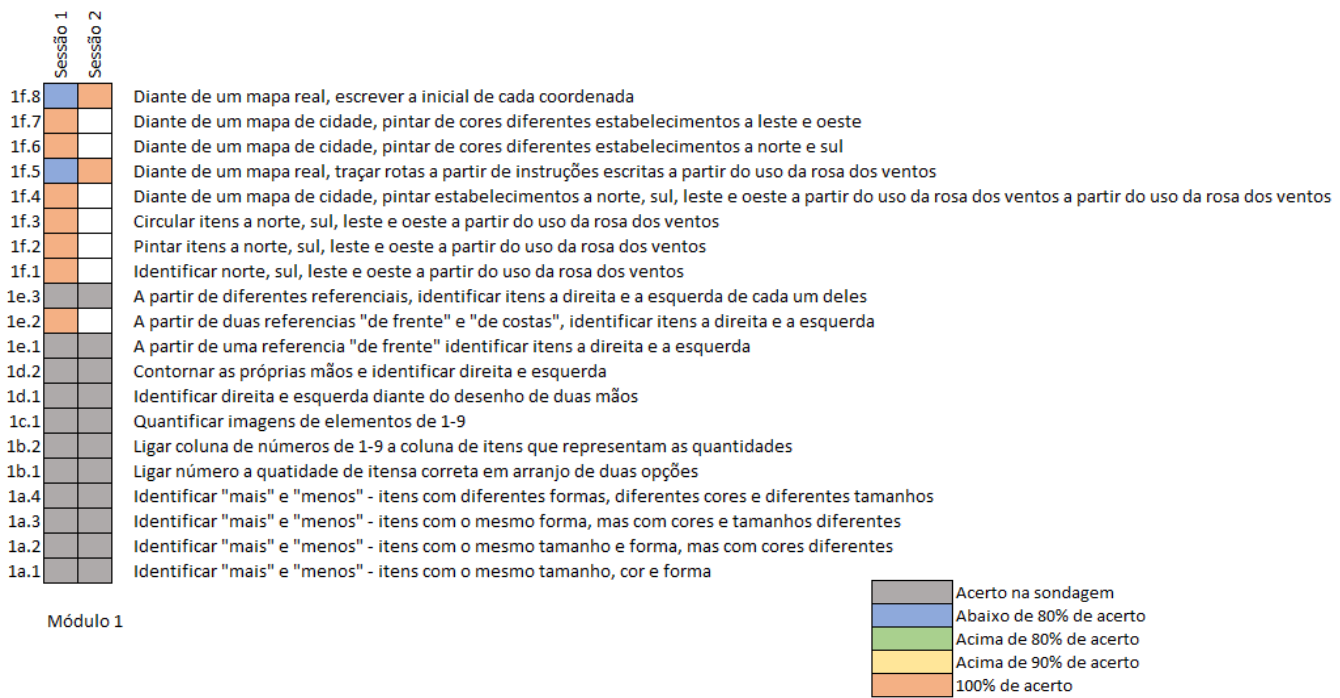 Sessão 1
Sessão 2
1f.8 Diante de um mapa real, escrever a inicial de cada coordenada
1f.7 Diante de um mapa de cidade, pintar de cores diferentes estabelecimentos a leste e oeste
1f.6 Diante de um mapa de cidade, pintar de cores diferentes estabelecimentos a norte e sul
1f.5 Diante de um mapa real, traçar rotas a partir de instruções escritas a partir do uso da rosa dos ventos
1f.4 Diante de um mapa de cidade, pintar estabelecimentos a norte, sul, leste e oeste a partir do uso da rosa dos ventos a partir do uso da rosa dos ventos
1f.3 Circular itens a norte, sul, leste e oeste a partir do uso da rosa dos ventos
1f.2 Pintar itens a norte, sul, leste e oeste a partir do uso da rosa dos ventos
1f.1 Identificar norte, sul, leste e oeste a partir do uso da rosa dos ventos
1e.3 A partir de diferentes referenciais, identificar itens a direita e a esquerda de cada um deles
1e.2 A partir de duas referencias "de frente" e "de costas", identificar itens a direita e a esquerda
1e.1 A partir de uma referencia "de frente" identificar itens a direita e a esquerda
1d.2 Contornar as próprias mãos e identificar direita e esquerda
1d.1 Identificar direita e esquerda diante do desenho de duas mãos
1c.1 Quantificar imagens de elementos de 1-9
1b.2 Ligar coluna de números de 1-9 a coluna de itens que representam as quantidades
1b.1 Ligar número a quatidade de itensa correta em arranjo de duas opções
1a.4 Identificar "mais" e "menos" - itens com diferentes formas, diferentes cores e diferentes tamanhos
1a.3 Identificar "mais" e "menos" - itens com o mesmo forma, mas com cores e tamanhos diferentes
1a.2 Identificar "mais" e "menos" - itens com o mesmo tamanho e forma, mas com cores diferentes
1a.1 Identificar "mais" e "menos" - itens com o mesmo tamanho, cor e forma
Módulo 1
Acerto na sondagem
Abaixo de 80% de acerto
Acima de 80% de acerto
Acima de 90% de acerto
100% de acerto